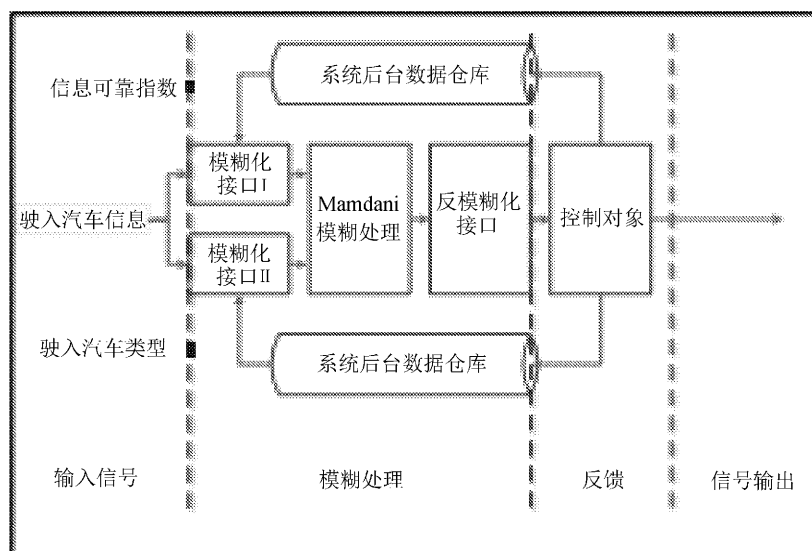 系统后台数据仓库
信息可靠指数
模糊化
接口I
Mamdani
模糊处理
反模糊化
接口
控制对象
驶入汽车信息
模糊化
接口II
驶入汽车类型
系统后台数据仓库
输入信号
模糊处理
反馈
信号输出